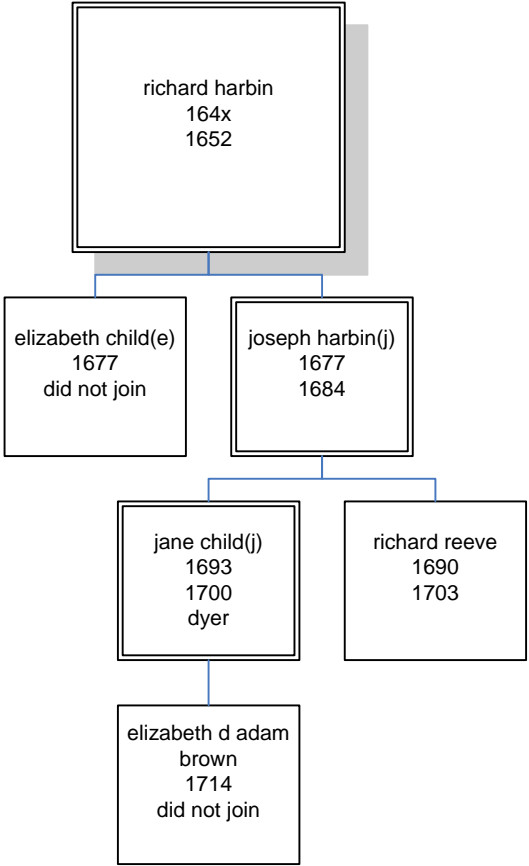 richard harbin
164x
1652
elizabeth child(e)
1677
did not join
joseph harbin(j)
1677
1684
jane child(j)
1693
1700
dyer
richard reeve
1690
1703
elizabeth d adam
brown
1714
did not join